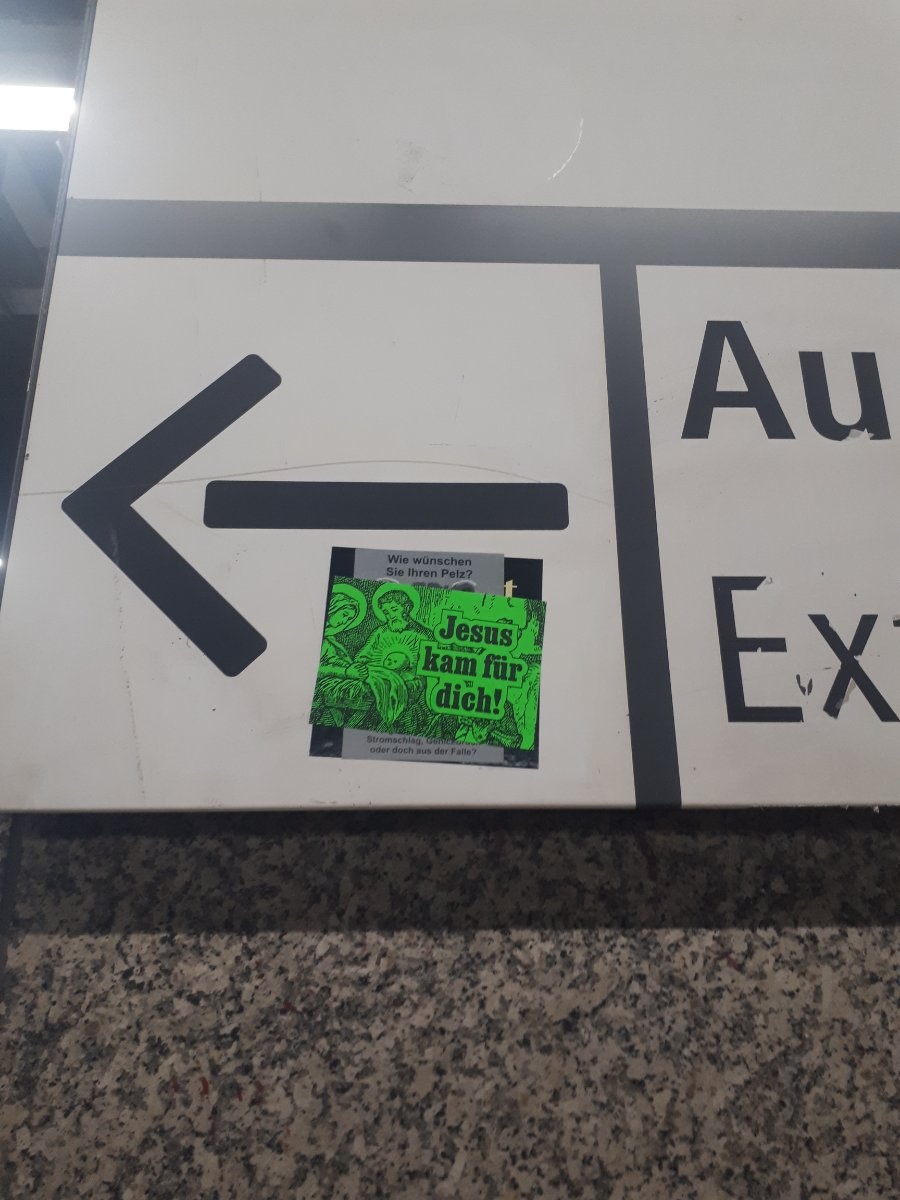 Au
Ex
Wie wünschen
Sie Ihren Pelz?
t
Jesus
kam für
dich!
Stromschlag,
oder doch aus der Falle?